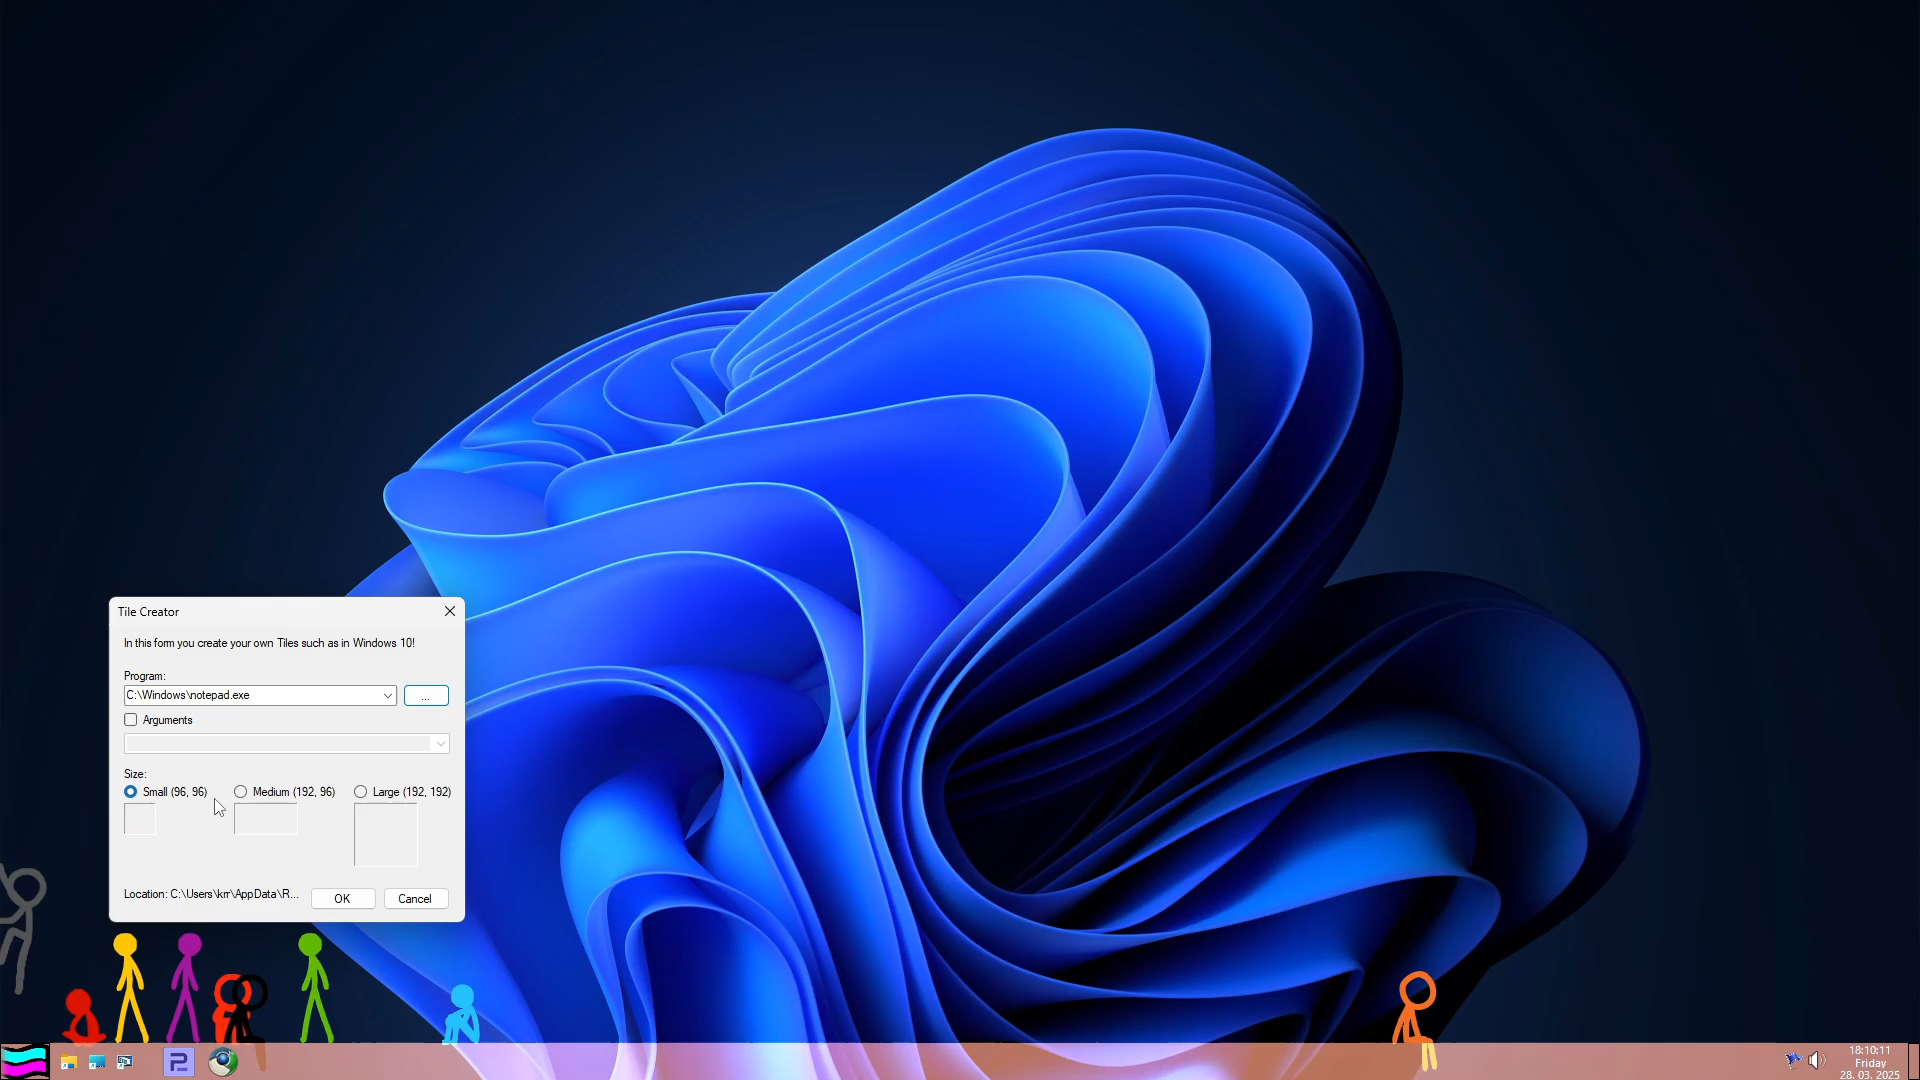 Tile Creator
In this form you create your own Tiles such as in Windows 10!
Program:
C:\Windows\notepad.exe
...
Arguments
Size:
Small (96, 96)
Medium (192, 96)
Large (192, 192)
Location: C:\Users\krr\AppData\R...
OK
Cancel
18:10:11
Friday
28. 03. 2025